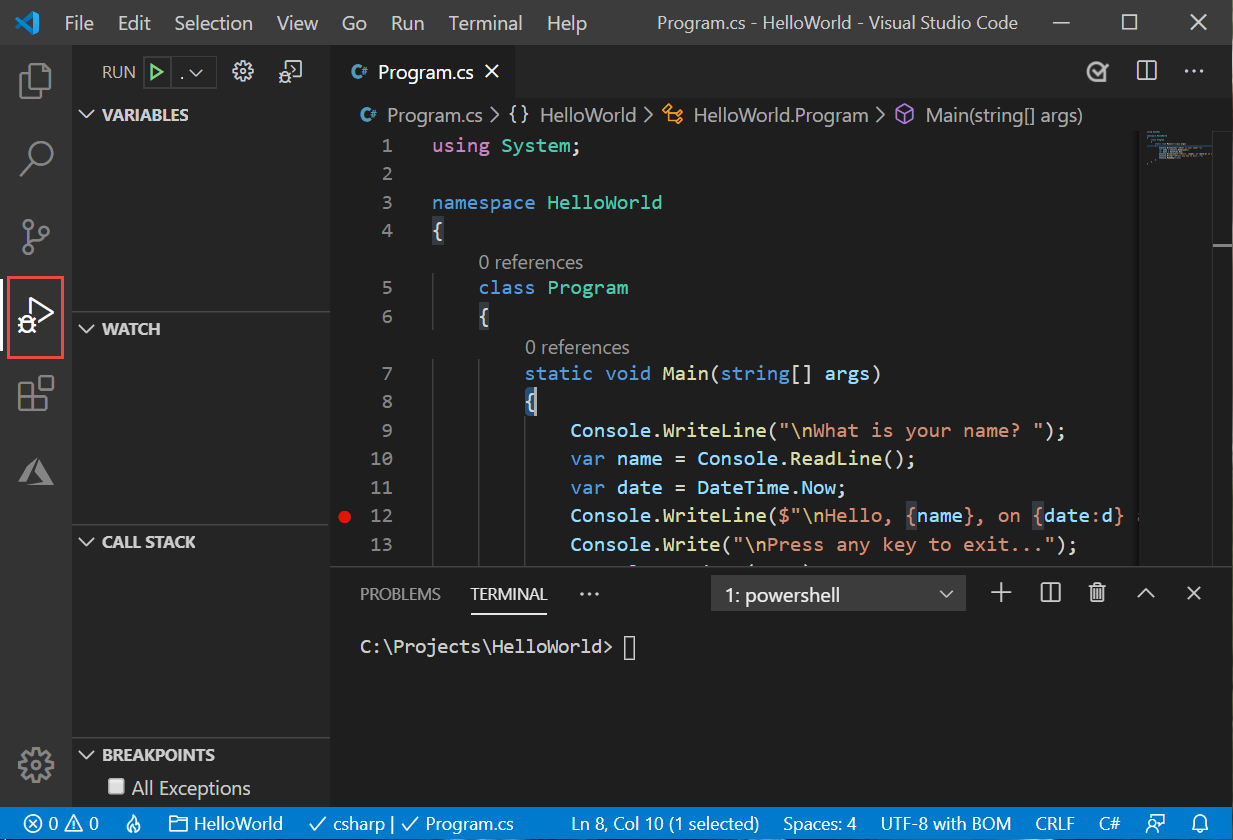 File Edit Selection View Go Run Terminal Help Program.cs - HelloWorld - Visual Studio Code
RUN .
VARIABLES
WATCH
CALL STACK
BREAKPOINTS
All Exceptions
C# Program.cs
C# Program.cs > {} HelloWorld > HelloWorld.Program > Main(string[] args)
1 using System;
2
3 namespace HelloWorld
4 {
0 references
5 class Program
6 {
0 references
7 static void Main(string[] args)
8 {
9 Console.WriteLine("\nWhat is your name? ");
10 var name = Console.ReadLine();
11 var date = DateTime.Now;
12 Console.WriteLine($"\nHello, {name}, on {date:d}
13 Console.Write("\nPress any key to exit...");
PROBLEMS TERMINAL ... 1: powershell
C:\Projects\HelloWorld>
0 0 HelloWorld csharp | Program.cs Ln 8, Col 10 (1 selected) Spaces: 4 UTF-8 with BOM CRLF C#